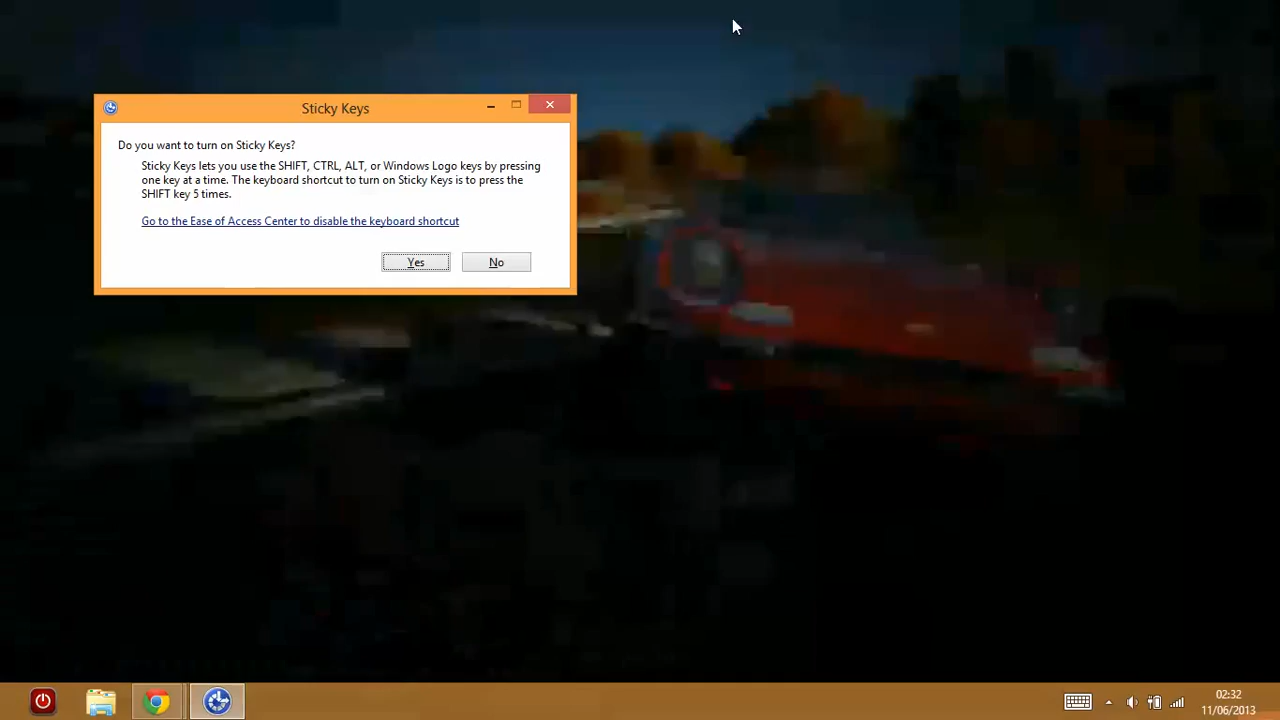 Sticky Keys
Do you want to turn on Sticky Keys?
Sticky Keys lets you use the SHIFT, CTRL, ALT, or Windows Logo keys by pressing
one key at a time. The keyboard shortcut to turn on Sticky Keys is to press the
SHIFT key 5 times.
Go to the Ease of Access Center to disable the keyboard shortcut
Yes No
02:32
11/06/2013